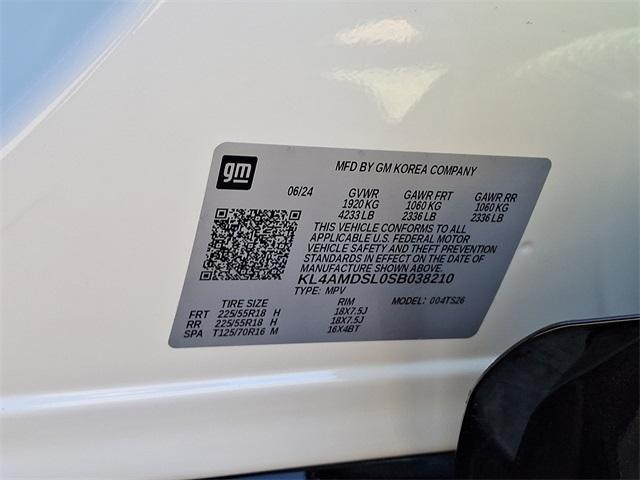 gm
MFD BY GM KOREA COMPANY
06/24 GVWR GAWR FRT GAWR RR
1920 KG 1060 KG 1060 KG
4233 LB 2336 LB 2336 LB
THIS VEHICLE CONFORMS TO ALL
APPLICABLE U.S. FEDERAL MOTOR
VEHICLE SAFETY AND THEFT PREVENTION
STANDARDS IN EFFECT ON THE DATE OF
MANUFACTURE SHOWN ABOVE.
KL4AMDSL0SB038210
TYPE: MPV
TIRE SIZE RIM MODEL: 004TS26
FRT 225/55R18 H 18X7.5J
RR 225/55R18 H 18X7.5J
SPA T125/70R16 M 16X4BT